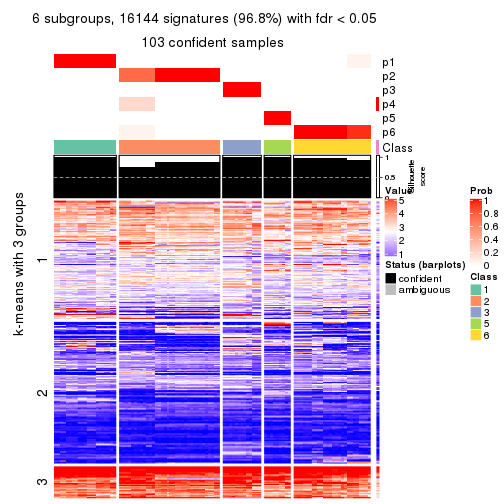 6 subgroups, 16144 signatures (96.8%) with fdr < 0.05
103 confident samples
p1
p2
p3
p4
p5
p6
Class
1
0.5
0
Silhouette
score
k-means with 3 groups
1
2
3
Value
5
4
3
2
1
Status (barplots)
confident
ambiguous
Prob
1
0.8
0.6
0.4
0.2
0
Class
1
2
3
5
6